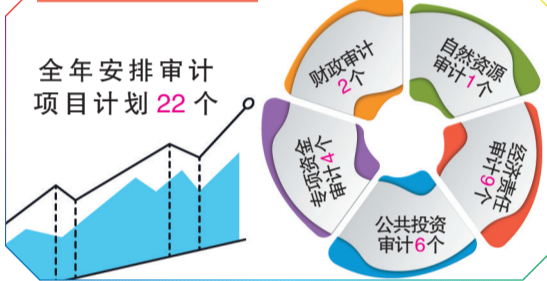 全年安排审计
项目计划 22 个
财政审计
2个
自然资源
审计1个
经济责任
审计9个
公共投资
审计6个
专项资金
审计4个